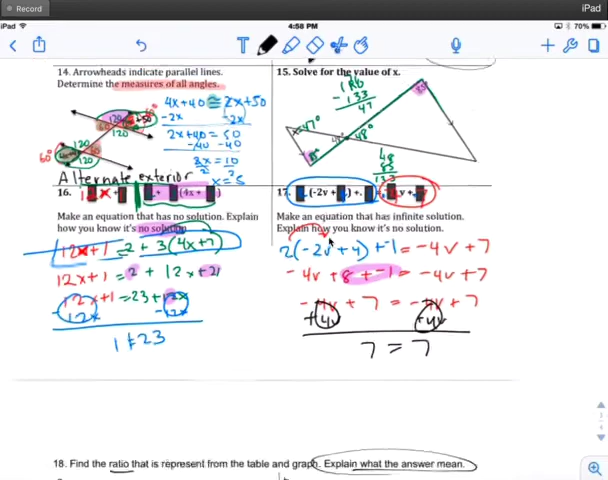 Record
iPad
iPad
4:58 PM
70%
T
14. Arrowheads indicate parallel lines.
Determine the measures of all angles.
4x+40 ≅ 2x+50
-2x -2x
2x+40 = 50
-40 -40
2x = 10
2 2
x = 5
120
60
120
120
60°
120
60°
Alternate exterior
15. Solve for the value of x.
180
- 133
47
47°
48°
48
85
133
16.
(4x +
)
Make an equation that has no solution. Explain
how you know it's no solution
12x+1 = 2 + 3(4x+7)
12x+1 = 2 + 12x+21
12x+1 = 23+12x
-12x -12x
1 ≠ 23
17.
(-2v +
) +
v +
Make an equation that has infinite solution.
Explain how you know it's no solution.
2(-2v+4) + -1 = -4v+7
-4v + 8 + -1 = -4v + 7
-4v + 7 = -4v + 7
+4v +4v
7 = 7
18. Find the ratio that is represent from the table and graph. Explain what the answer mean.